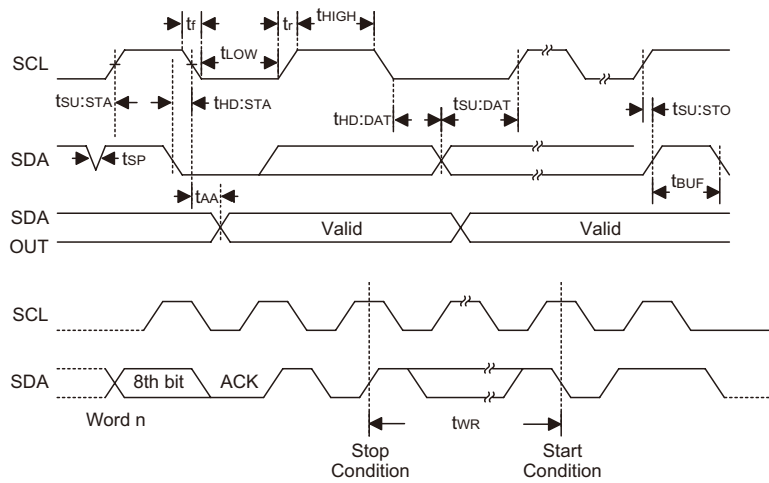 tf
tr
tHIGH
SCL
tLOW
tSU:STA
tHD:STA
tHD:DAT
tSU:DAT
tSU:STO
SDA
tSP
tBUF
tAA
SDA
OUT
Valid
Valid
SCL
SDA
8th bit
ACK
Word n
tWR
Stop
Condition
Start
Condition